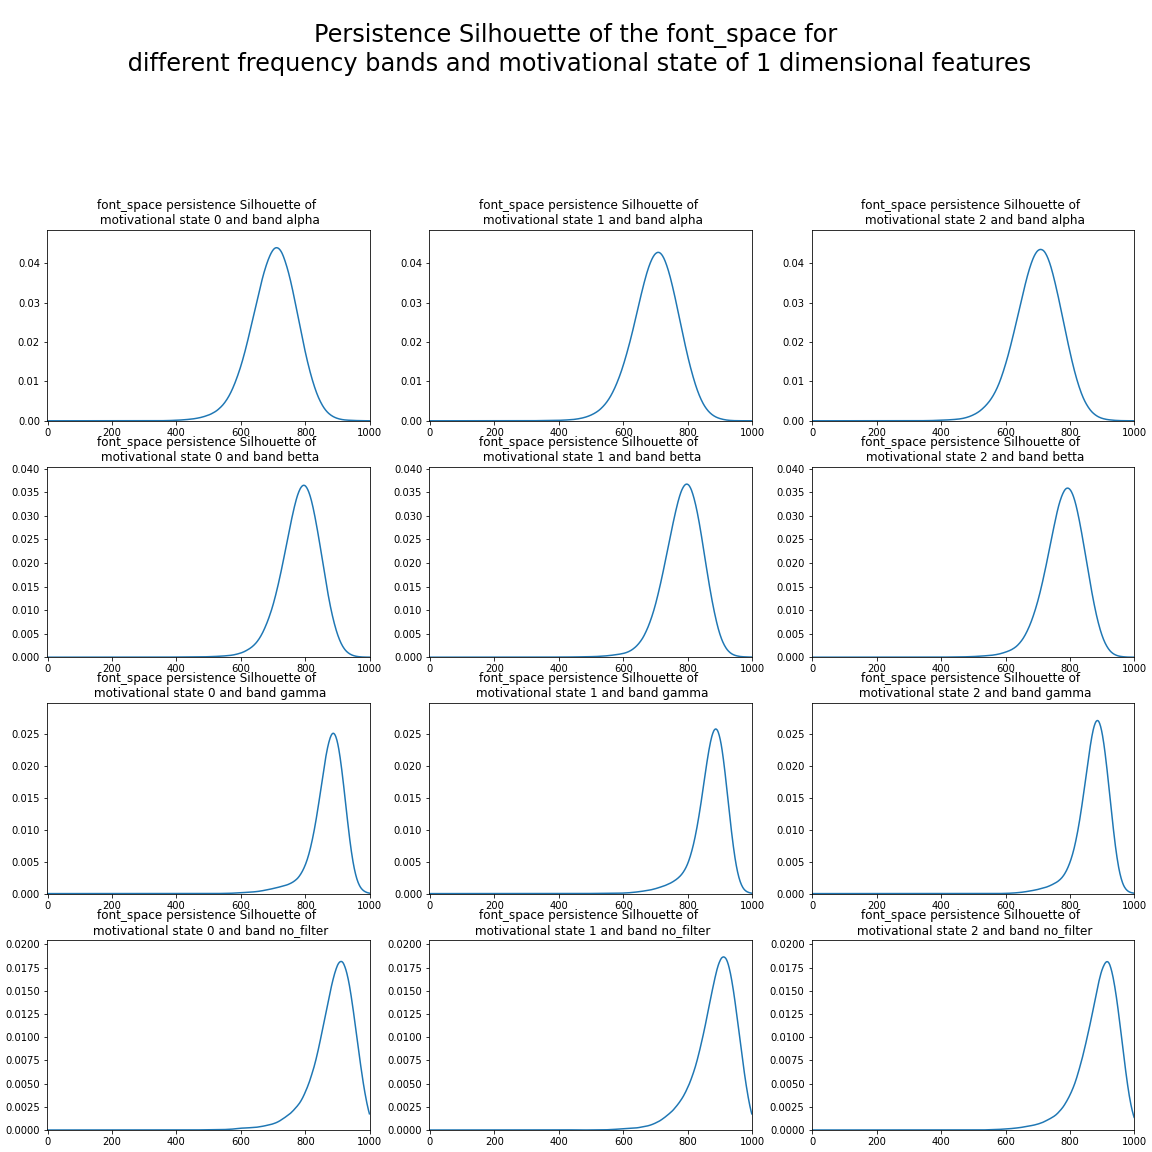 Persistence Silhouette of the font_space for
different frequency bands and motivational state of 1 dimensional features
font_space persistence Silhouette of
motivational state 0 and band alpha
0.04
0.03
0.02
0.01
0.00
0 200 400 600 800 1000
font_space persistence Silhouette of
motivational state 1 and band alpha
0.04
0.03
0.02
0.01
0.00
0 200 400 600 800 1000
font_space persistence Silhouette of
motivational state 2 and band alpha
0.04
0.03
0.02
0.01
0.00
0 200 400 600 800 1000
font_space persistence Silhouette of
motivational state 0 and band betta
0.040
0.035
0.030
0.025
0.020
0.015
0.010
0.005
0.000
0 200 400 600 800 1000
font_space persistence Silhouette of
motivational state 1 and band betta
0.040
0.035
0.030
0.025
0.020
0.015
0.010
0.005
0.000
0 200 400 600 800 1000
font_space persistence Silhouette of
motivational state 2 and band betta
0.040
0.035
0.030
0.025
0.020
0.015
0.010
0.005
0.000
0 200 400 600 800 1000
font_space persistence Silhouette of
motivational state 0 and band gamma
0.025
0.020
0.015
0.010
0.005
0.000
0 200 400 600 800 1000
font_space persistence Silhouette of
motivational state 1 and band gamma
0.025
0.020
0.015
0.010
0.005
0.000
0 200 400 600 800 1000
font_space persistence Silhouette of
motivational state 2 and band gamma
0.025
0.020
0.015
0.010
0.005
0.000
0 200 400 600 800 1000
font_space persistence Silhouette of
motivational state 0 and band no_filter
0.0200
0.0175
0.0150
0.0125
0.0100
0.0075
0.0050
0.0025
0.0000
0 200 400 600 800 1000
font_space persistence Silhouette of
motivational state 1 and band no_filter
0.0200
0.0175
0.0150
0.0125
0.0100
0.0075
0.0050
0.0025
0.0000
0 200 400 600 800 1000
font_space persistence Silhouette of
motivational state 2 and band no_filter
0.0200
0.0175
0.0150
0.0125
0.0100
0.0075
0.0050
0.0025
0.0000
0 200 400 600 800 1000